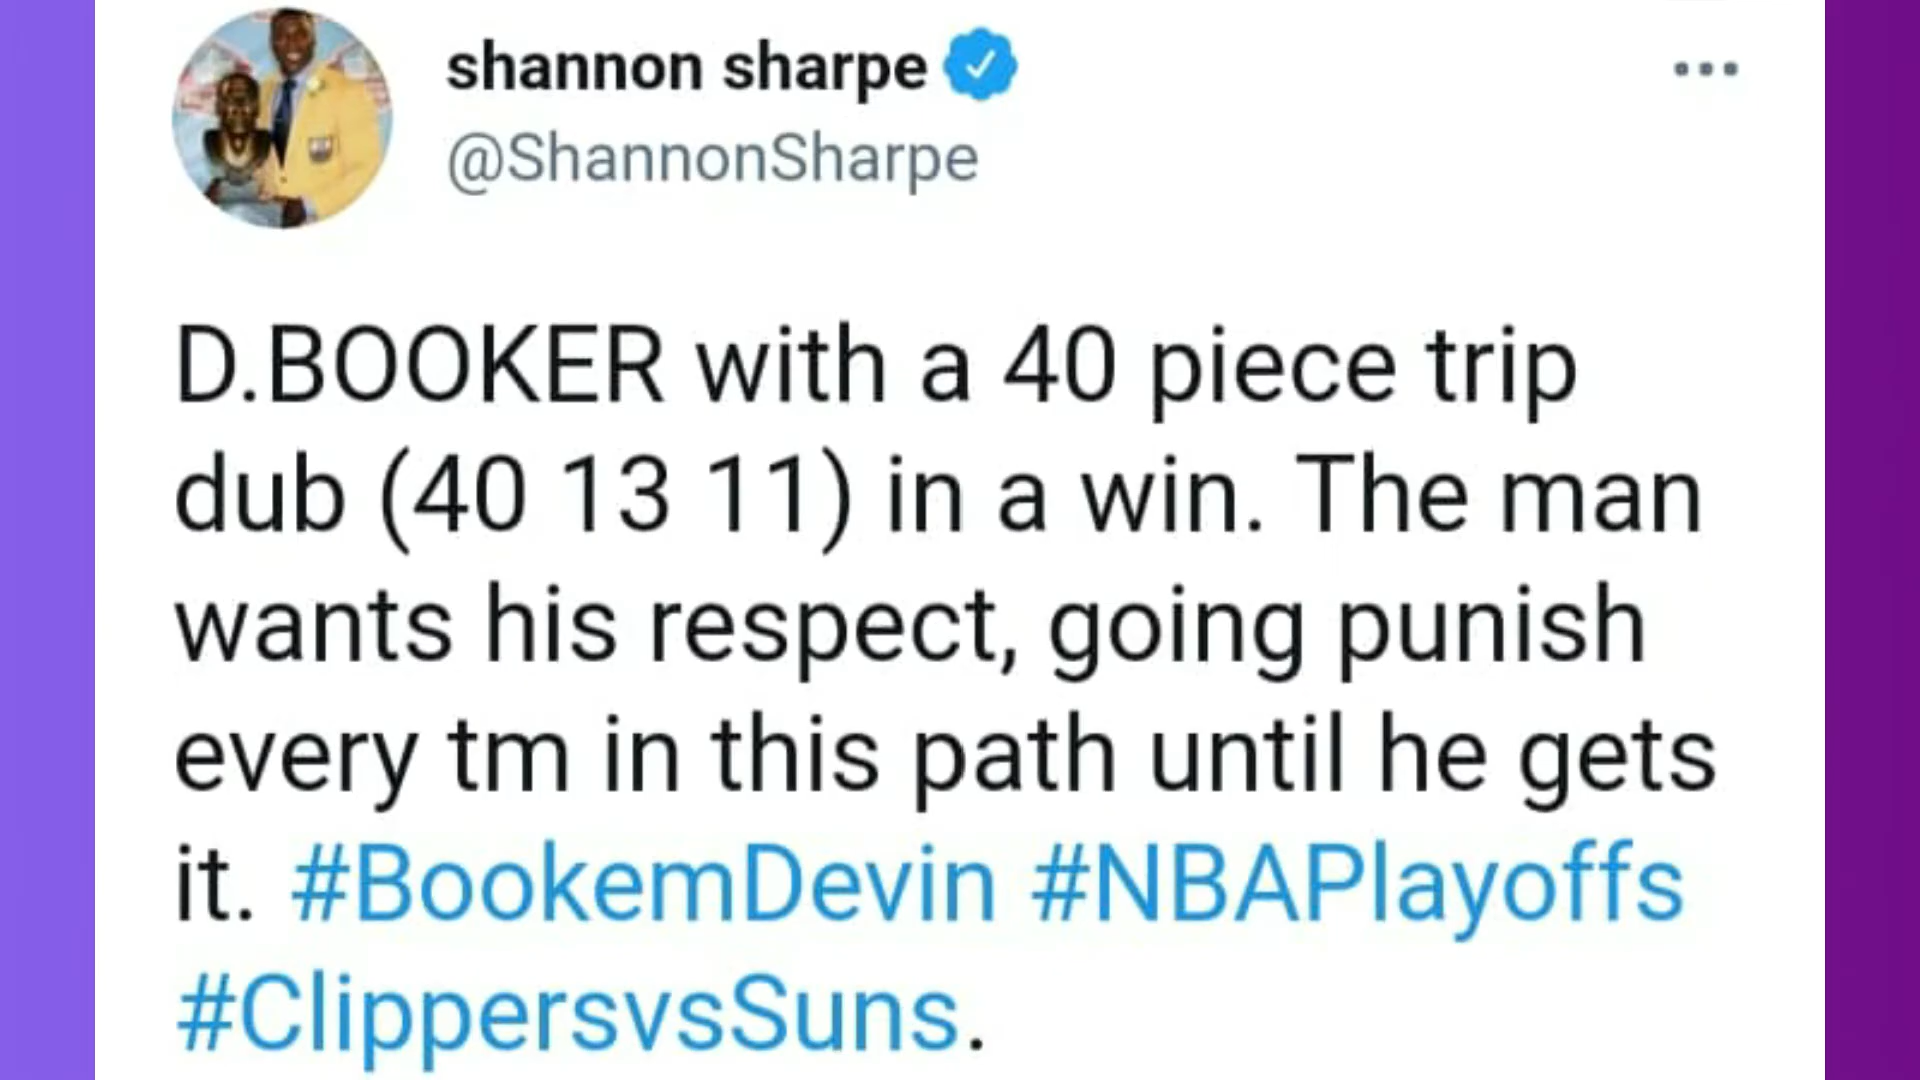 shannon sharpe
@ShannonSharpe
D.BOOKER with a 40 piece trip
dub (40 13 11) in a win. The man
wants his respect, going punish
every tm in this path until he gets
it. #BookemDevin #NBAPlayoffs
#ClippersvsSuns.